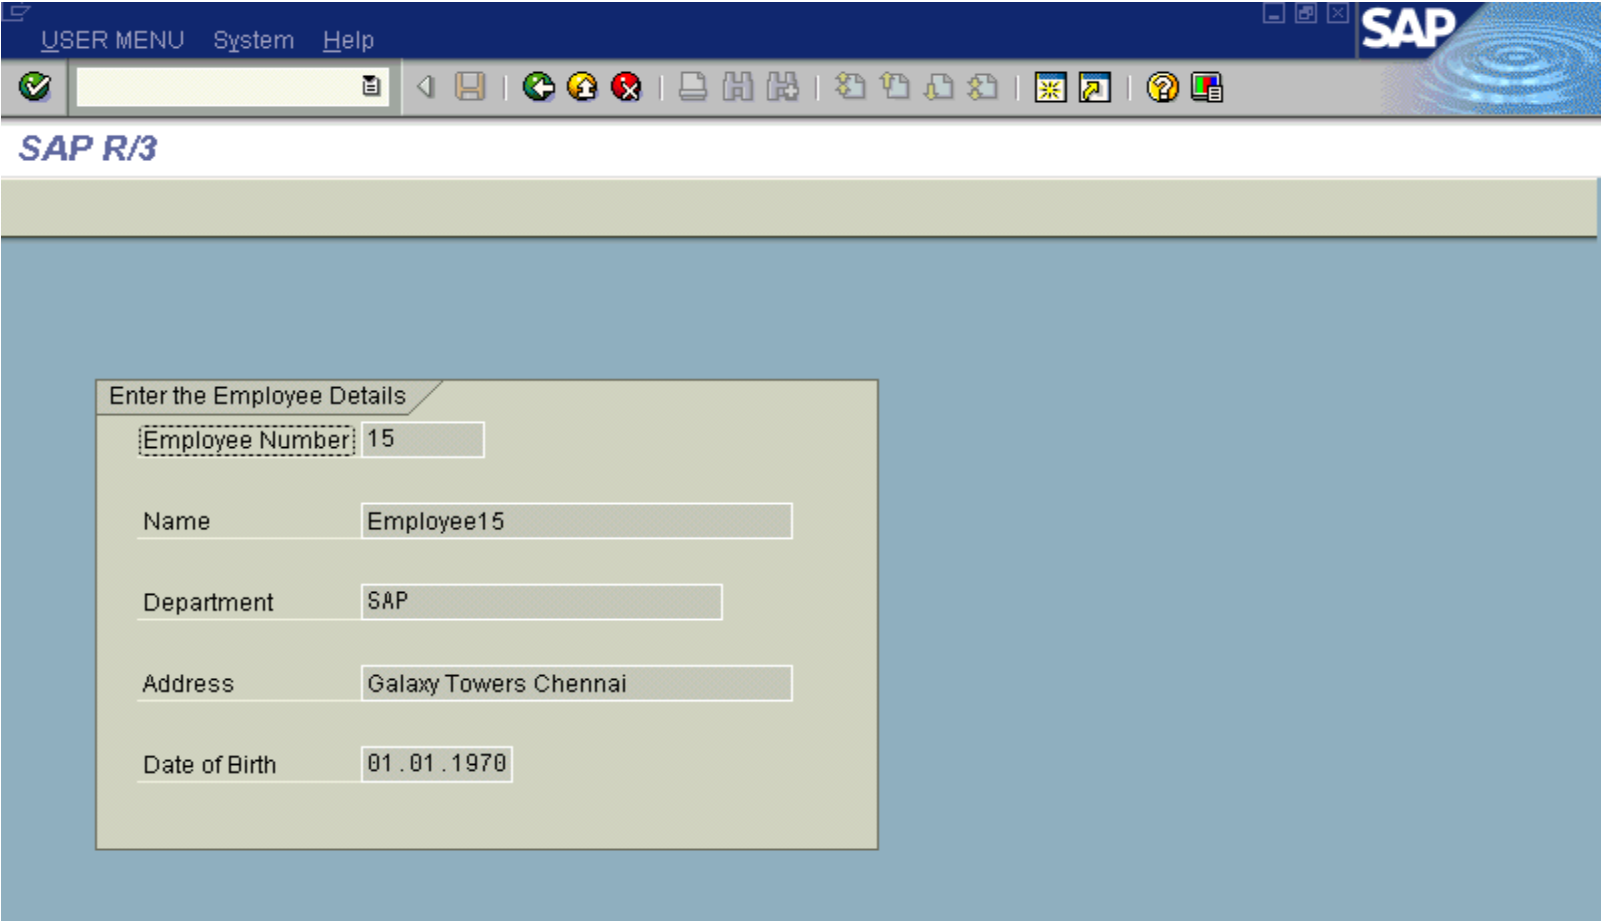 USER MENU System Help
SAP
SAP R/3
Enter the Employee Details
Employee Number 15
Name Employee15
Department SAP
Address Galaxy Towers Chennai
Date of Birth 01.01.1970